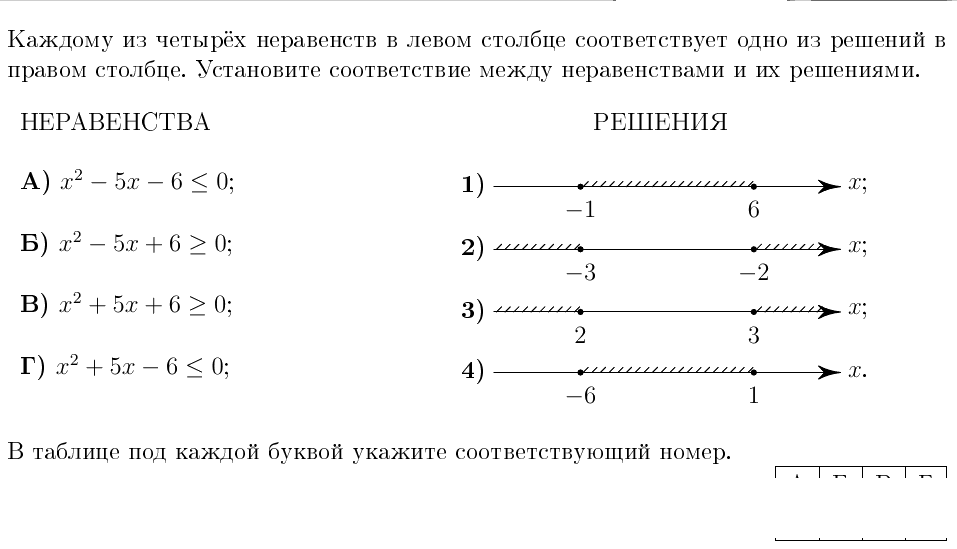 Каждому из четырёх неравенств в левом столбце соответствует одно из решений в
правом столбце. Установите соответствие между неравенствами и их решениями.
НЕРАВЕНСТВА
А) x² − 5x − 6 ≤ 0;
Б) x² − 5x + 6 ≥ 0;
В) x² + 5x + 6 ≥ 0;
Г) x² + 5x − 6 ≤ 0;
РЕШЕНИЯ
1) x;
−1 6
2) x;
−3 −2
3) x;
2 3
4) x.
−6 1
В таблице под каждой буквой укажите соответствующий номер.